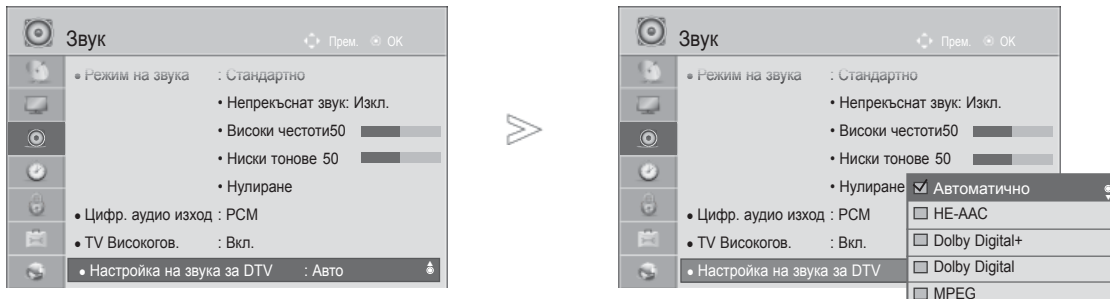 Звук
Прем. OK
• Режим на звука : Стандартно
• Непрекъснат звук: Изкл.
• Високи честоти50
• Ниски тонове 50
• Нулиране
• Цифр. аудио изход : PCM
• TV Високогов. : Вкл.
• Настройка на звука за DTV : Авто
Звук
Прем. OK
• Режим на звука : Стандартно
• Непрекъснат звук: Изкл.
• Високи честоти50
• Ниски тонове 50
• Нулиране
• Цифр. аудио изход : PCM
• TV Високогов. : Вкл.
• Настройка на звука за DTV
Автоматично
HE-AAC
Dolby Digital+
Dolby Digital
MPEG